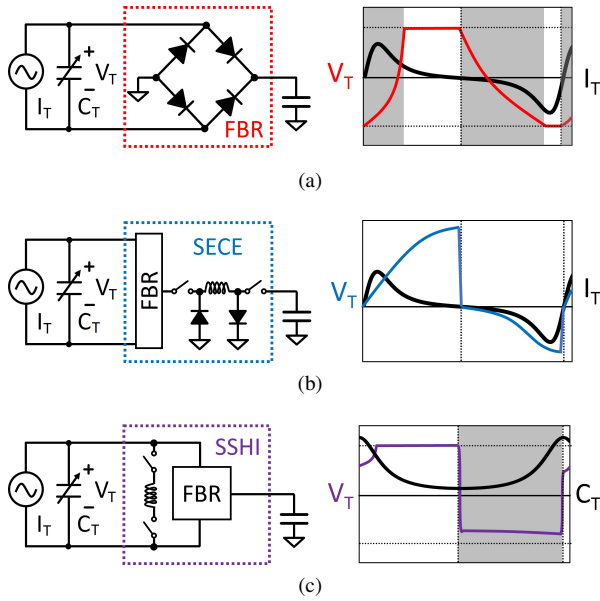 +
V_T
I_T
C_T
−
FBR
V_T
I_T
(a)
SECE
+
V_T
I_T
C_T
−
FBR
V_T
I_T
(b)
SSHI
+
V_T
I_T
C_T
−
FBR
V_T
C_T
(c)